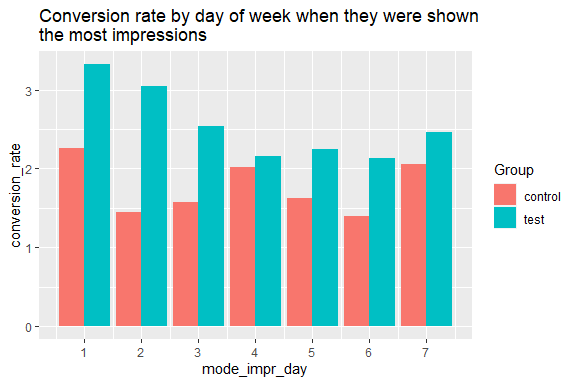 Conversion rate by day of week when they were shown
the most impressions
conversion_rate
3
2
1
0
1 2 3 4 5 6 7
mode_impr_day
Group
control
test